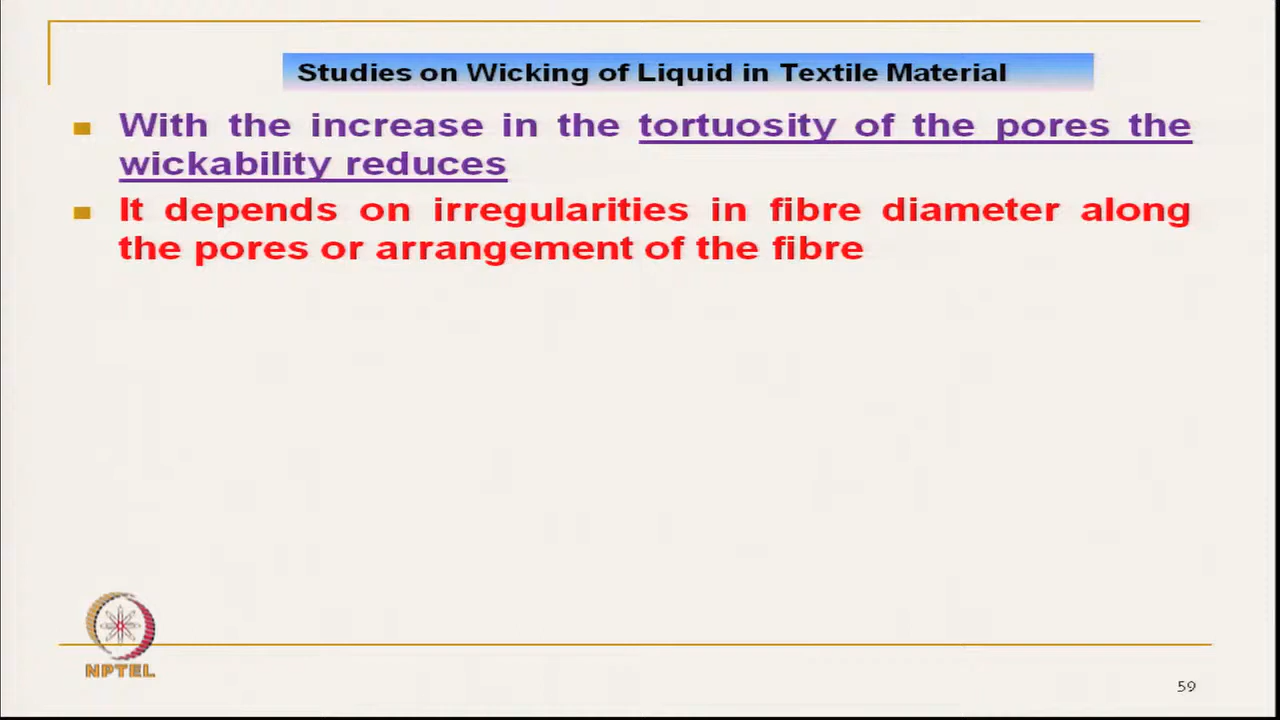 Studies on Wicking of Liquid in Textile Material
With the increase in the tortuosity of the pores the
wickability reduces
It depends on irregularities in fibre diameter along
the pores or arrangement of the fibre
NPTEL
59